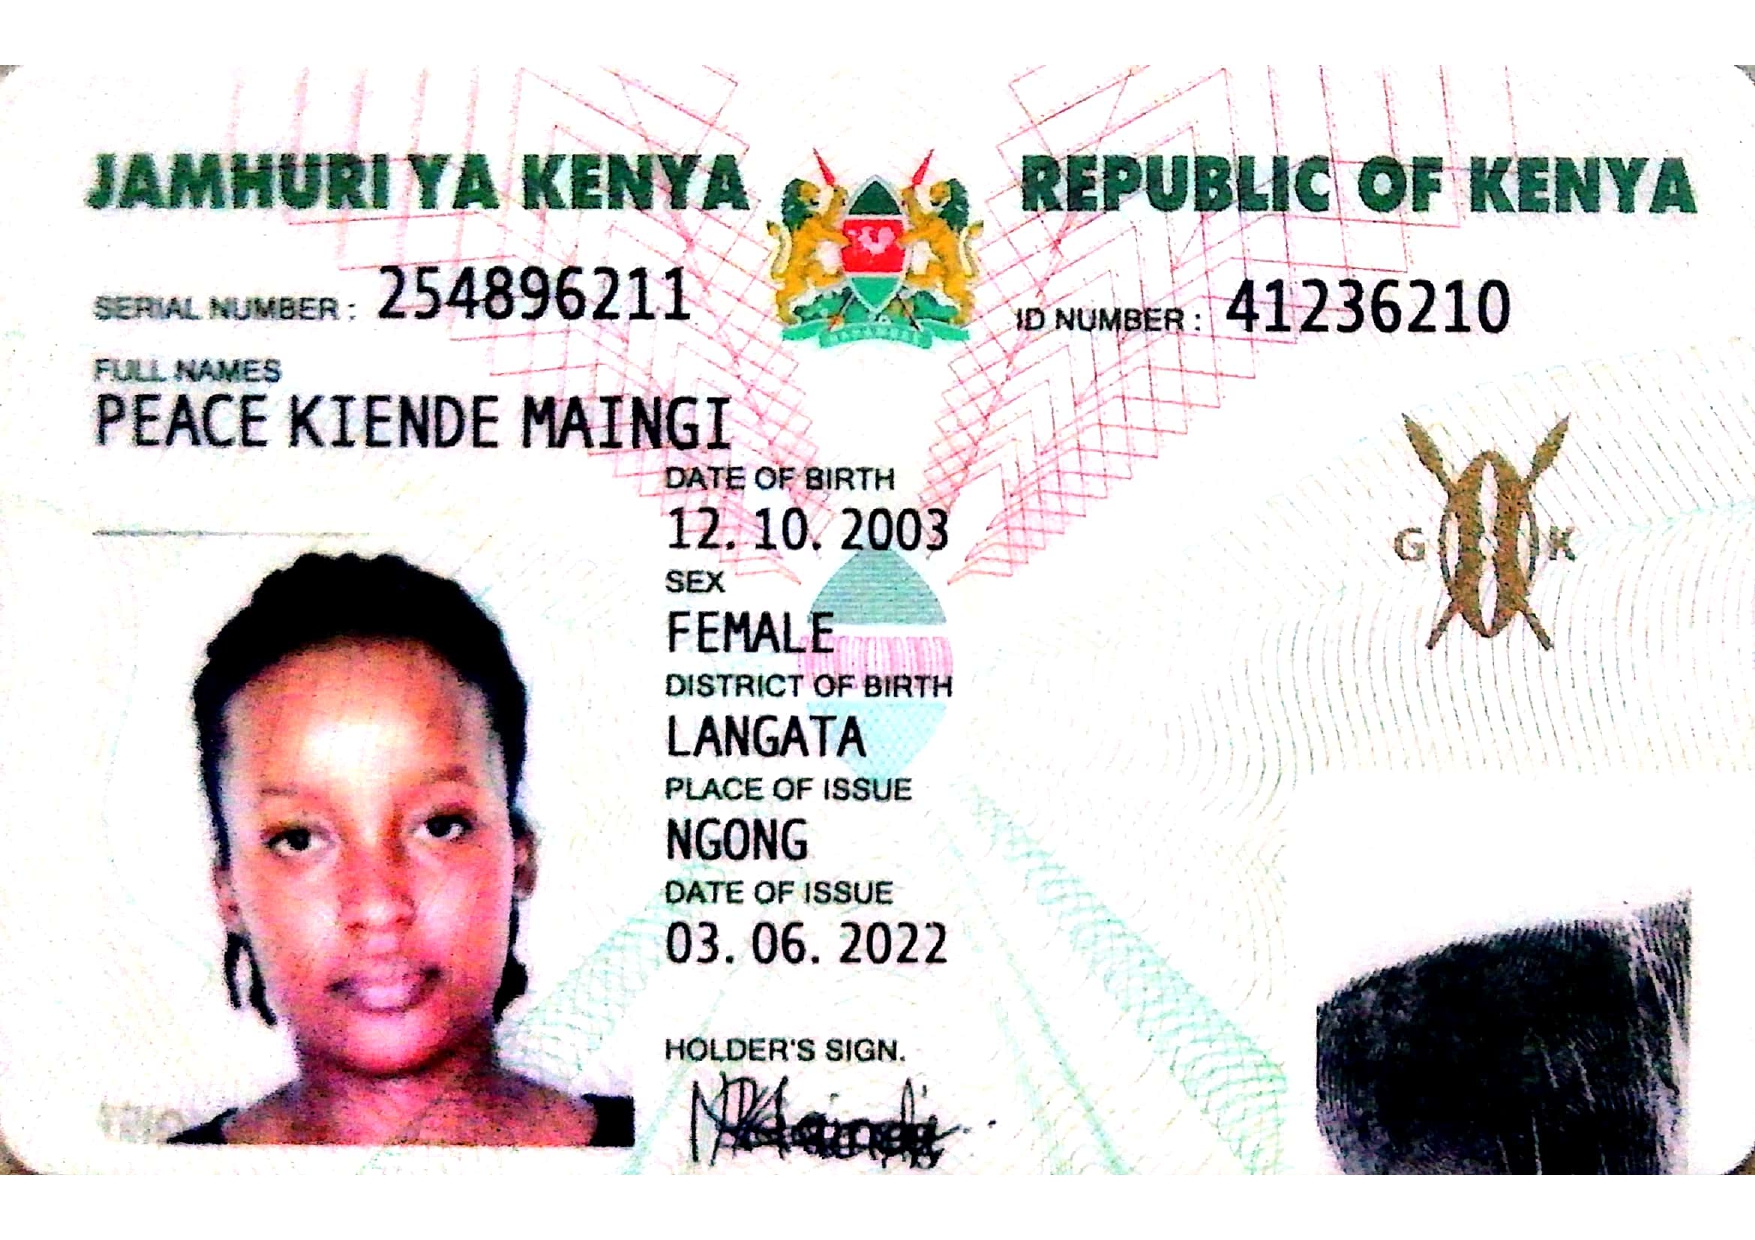 JAMHURI YA KENYA
REPUBLIC OF KENYA
SERIAL NUMBER: 254896211
ID NUMBER: 41236210
FULL NAMES
PEACE KIENDE MAINGI
DATE OF BIRTH
12. 10. 2003
SEX
FEMALE
DISTRICT OF BIRTH
LANGATA
PLACE OF ISSUE
NGONG
DATE OF ISSUE
03. 06. 2022
HOLDER'S SIGN.
G K